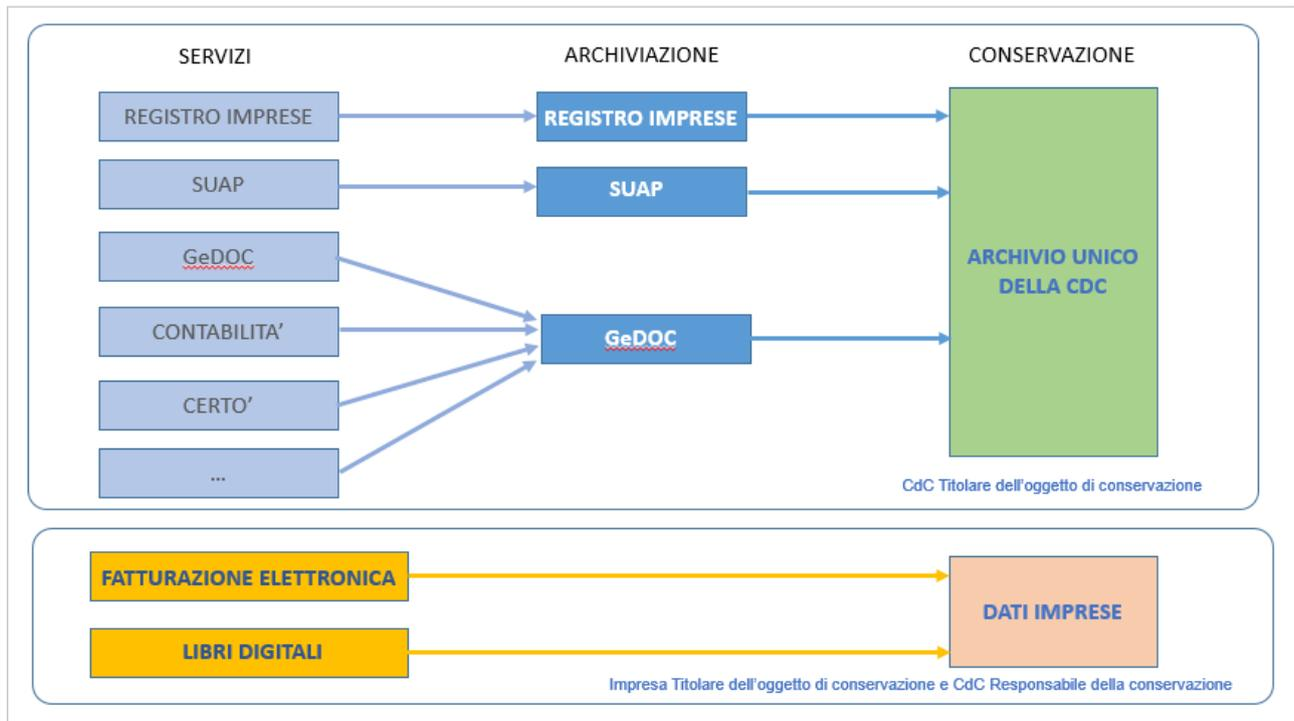 SERVIZI
ARCHIVIAZIONE
CONSERVAZIONE
REGISTRO IMPRESE
REGISTRO IMPRESE
SUAP
SUAP
GeDOC
ARCHIVIO UNICO
DELLA CDC
CONTABILITA’
GeDOC
CERTO’
...
CdC Titolare dell’oggetto di conservazione
FATTURAZIONE ELETTRONICA
DATI IMPRESE
LIBRI DIGITALI
Impresa Titolare dell’oggetto di conservazione e CdC Responsabile della conservazione